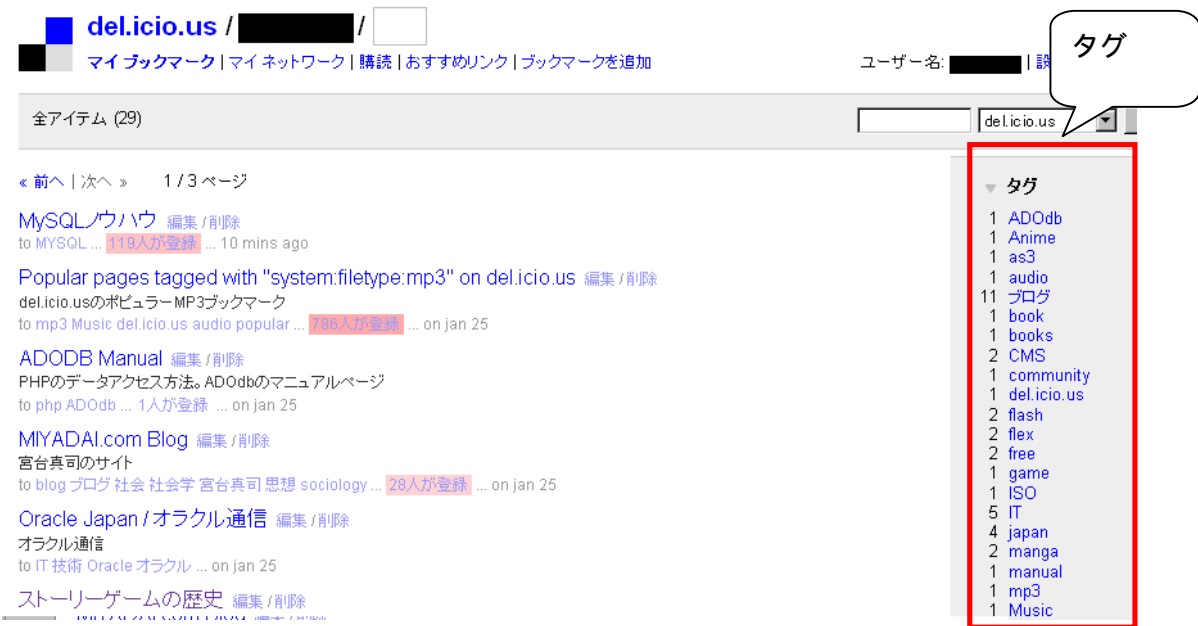 del.icio.us / /
マイ ブックマーク | マイ ネットワーク | 購読 | おすすめリンク | ブックマークを追加
ユーザー名: | 設
タグ
全アイテム (29)
del.icio.us
« 前へ | 次へ » 1 / 3 ページ
MySQLノウハウ 編集 / 削除
to MYSQL ... 119人が登録 ... 10 mins ago
Popular pages tagged with "system:filetype:mp3" on del.icio.us 編集 / 削除
del.icio.usのポピュラーMP3ブックマーク
to mp3 Music del.icio.us audio popular ... 786人が登録 ... on jan 25
ADODB Manual 編集 / 削除
PHPのデータアクセス方法。ADOdbのマニュアルページ
to php ADOdb ... 1人が登録 ... on jan 25
MIYADAI.com Blog 編集 / 削除
宮台真司のサイト
to blog ブログ 社会 社会学 宮台真司 思想 sociology ... 28人が登録 ... on jan 25
Oracle Japan / オラクル通信 編集 / 削除
オラクル通信
to IT 技術 Oracle オラクル ... on jan 25
ストーリーゲームの歴史 編集 / 削除
タグ
1 ADOdb
1 Anime
1 as3
1 audio
11 ブログ
1 book
1 books
2 CMS
1 community
1 del.icio.us
2 flash
2 flex
2 free
1 game
1 ISO
5 IT
4 japan
2 manga
1 manual
1 mp3
1 Music